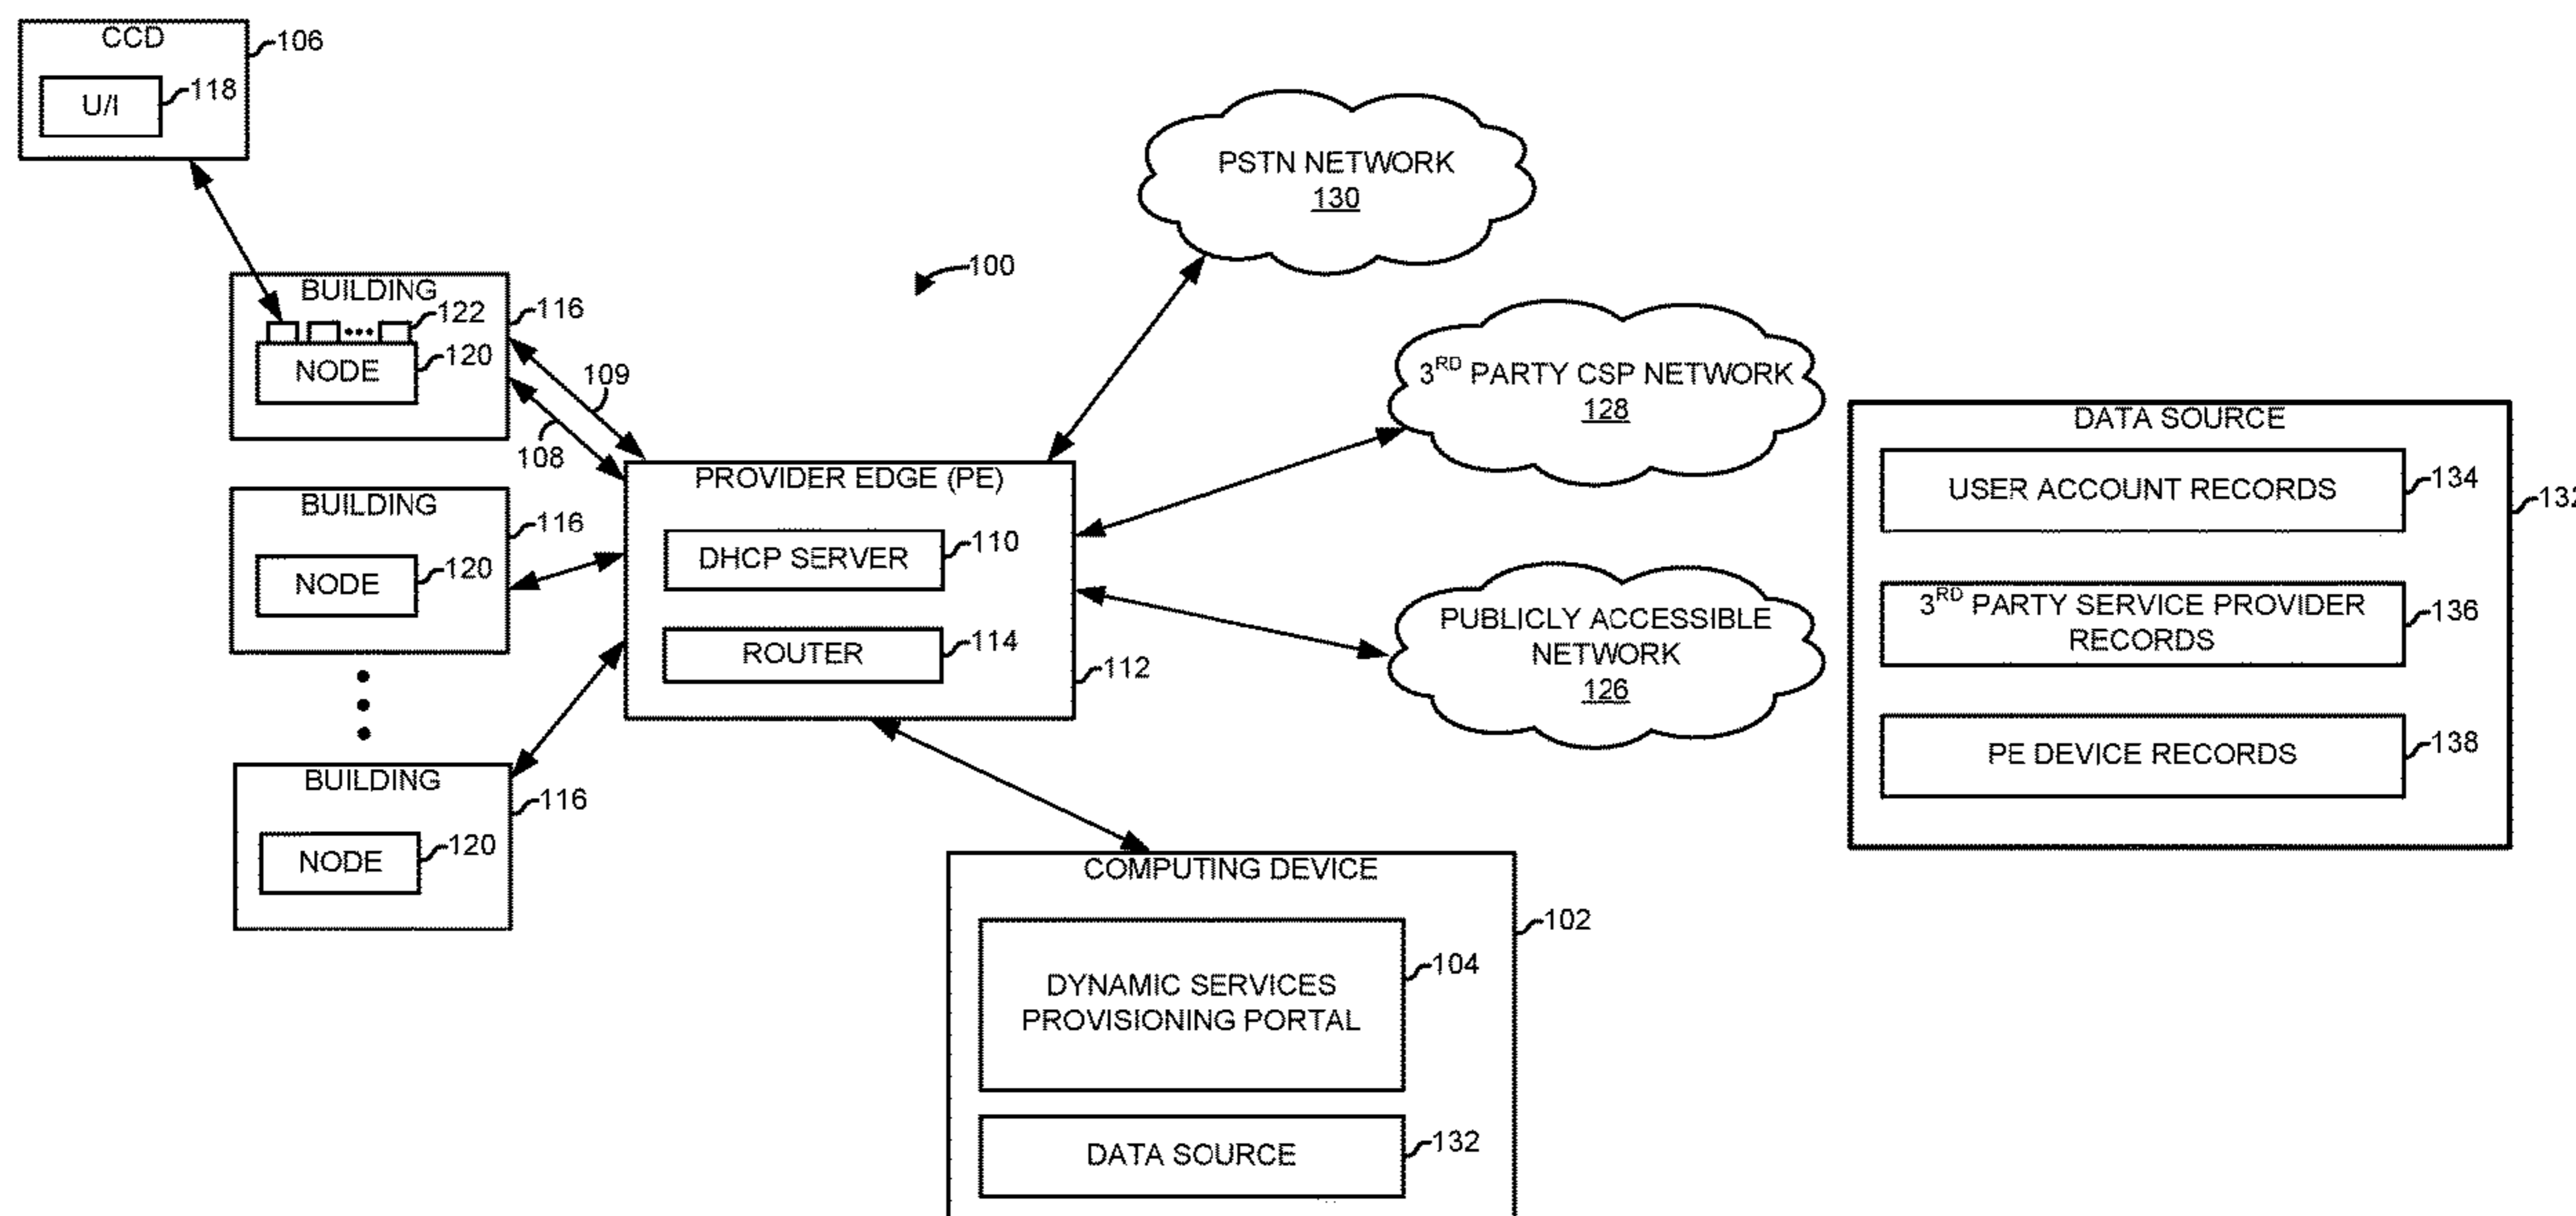 CCD
106
U/I
118
BUILDING
116
122
NODE
120
109
108
BUILDING
116
NODE
120
BUILDING
116
NODE
120
100
PROVIDER EDGE (PE)
DHCP SERVER
110
ROUTER
114
112
PSTN NETWORK
130
3RD PARTY CSP NETWORK
128
PUBLICLY ACCESSIBLE
NETWORK
126
COMPUTING DEVICE
102
DYNAMIC SERVICES
PROVISIONING PORTAL
104
DATA SOURCE
132
DATA SOURCE
132
USER ACCOUNT RECORDS
134
3RD PARTY SERVICE PROVIDER
RECORDS
136
PE DEVICE RECORDS
138